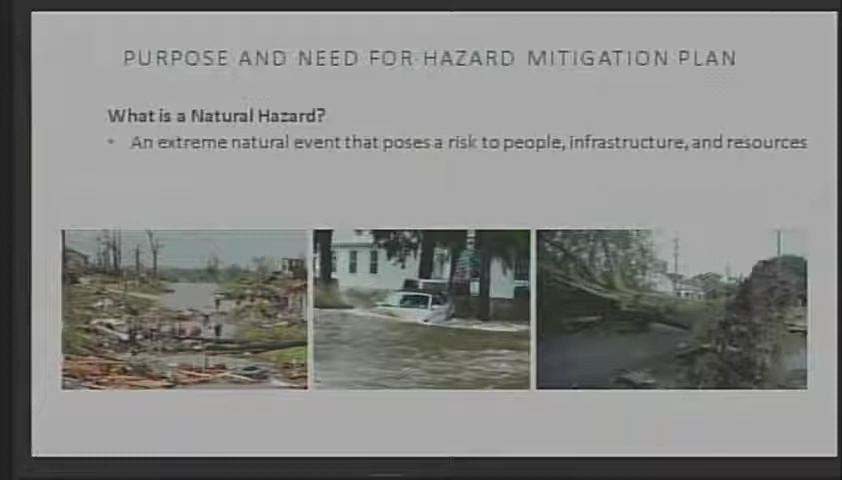 PURPOSE AND NEED FOR HAZARD MITIGATION PLAN
What is a Natural Hazard?
• An extreme natural event that poses a risk to people, infrastructure, and resources